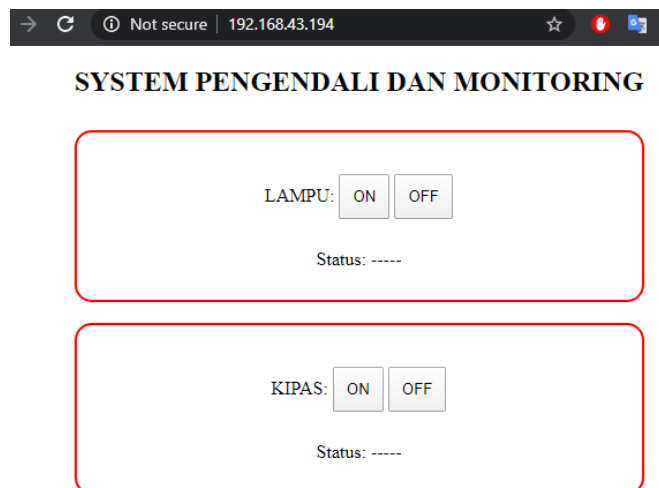 Not secure | 192.168.43.194
SYSTEM PENGENDALI DAN MONITORING
LAMPU: ON OFF
Status: -----
KIPAS: ON OFF
Status: -----